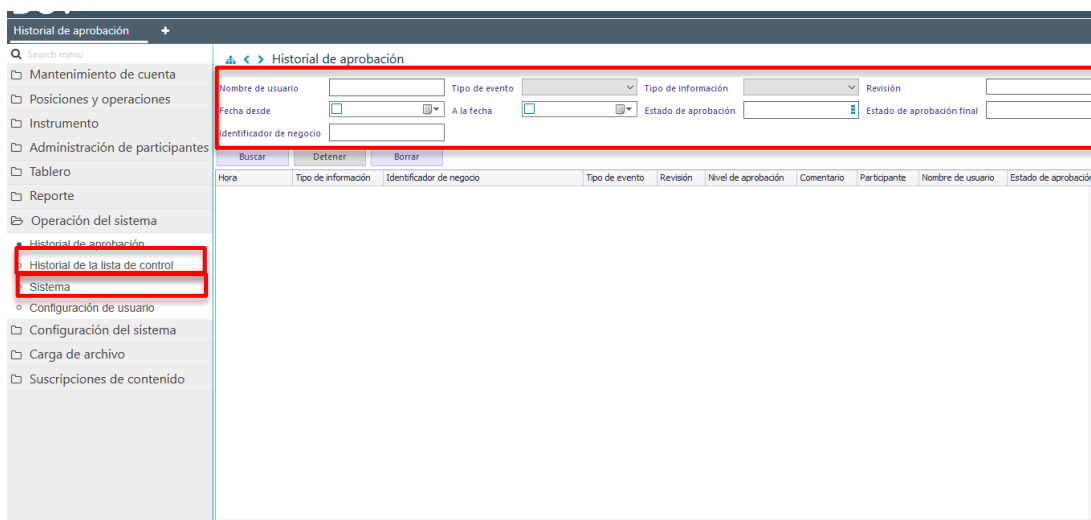 Historial de aprobación +
Search menu
Mantenimiento de cuenta
Posiciones y operaciones
Instrumento
Administración de participantes
Tablero
Reporte
Operación del sistema
Historial de aprobación
Historial de la lista de control
Sistema
Configuración de usuario
Configuración del sistema
Carga de archivo
Suscripciones de contenido
Historial de aprobación
Nombre de usuario Tipo de evento Tipo de información Revisión
Fecha desde A la fecha Estado de aprobación Estado de aprobación final
Identificador de negocio
Buscar Detener Borrar
Hora Tipo de información Identificador de negocio Tipo de evento Revisión Nivel de aprobación Comentario Participante Nombre de usuario Estado de aprobación